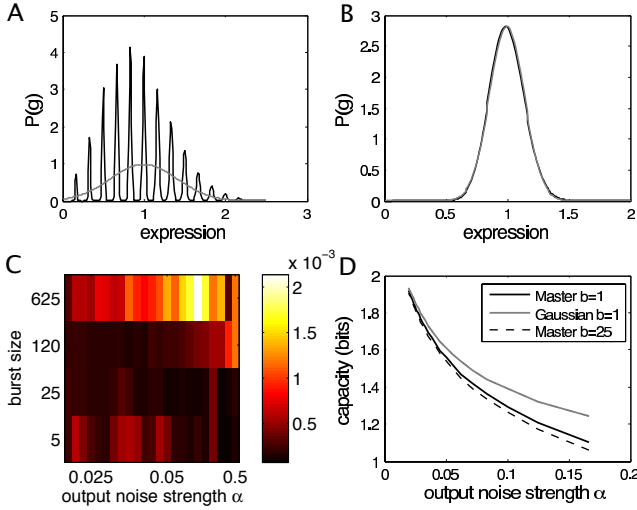 A
P(g)
4
3
2
1
0
0 1 2 3
expression
B
P(g)
3
2.5
2
1.5
1
0.5
0
0 0.5 1 1.5 2
expression
C
burst size
625
120
25
5
0.025 0.05 0.5
output noise strength α
x 10⁻³
2
1.5
1
0.5
D
capacity (bits)
2
1.8
1.6
1.4
1.2
1
0 0.05 0.1 0.15 0.2
output noise strength α
Master b=1
Gaussian b=1
Master b=25